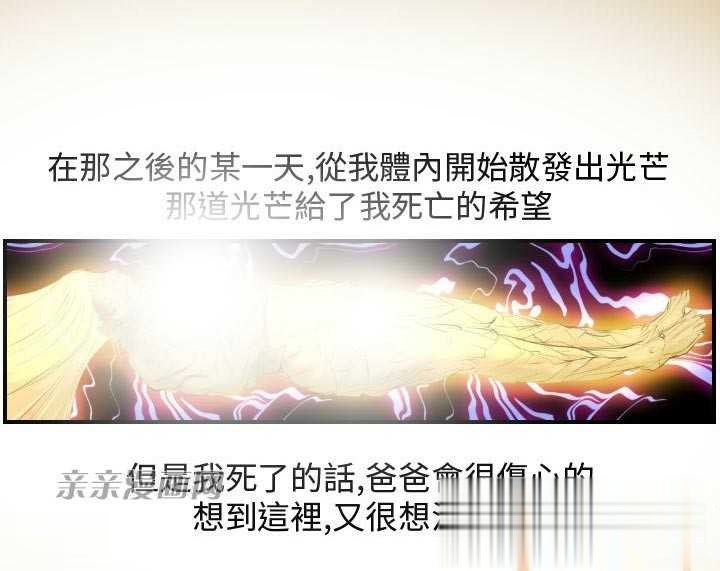 在那之後的某一天,從我體內開始散發出光芒
那道光芒給了我死亡的希望
但是我死了的話,爸爸會很傷心的
亲亲漫画网
想到這裡,又很想